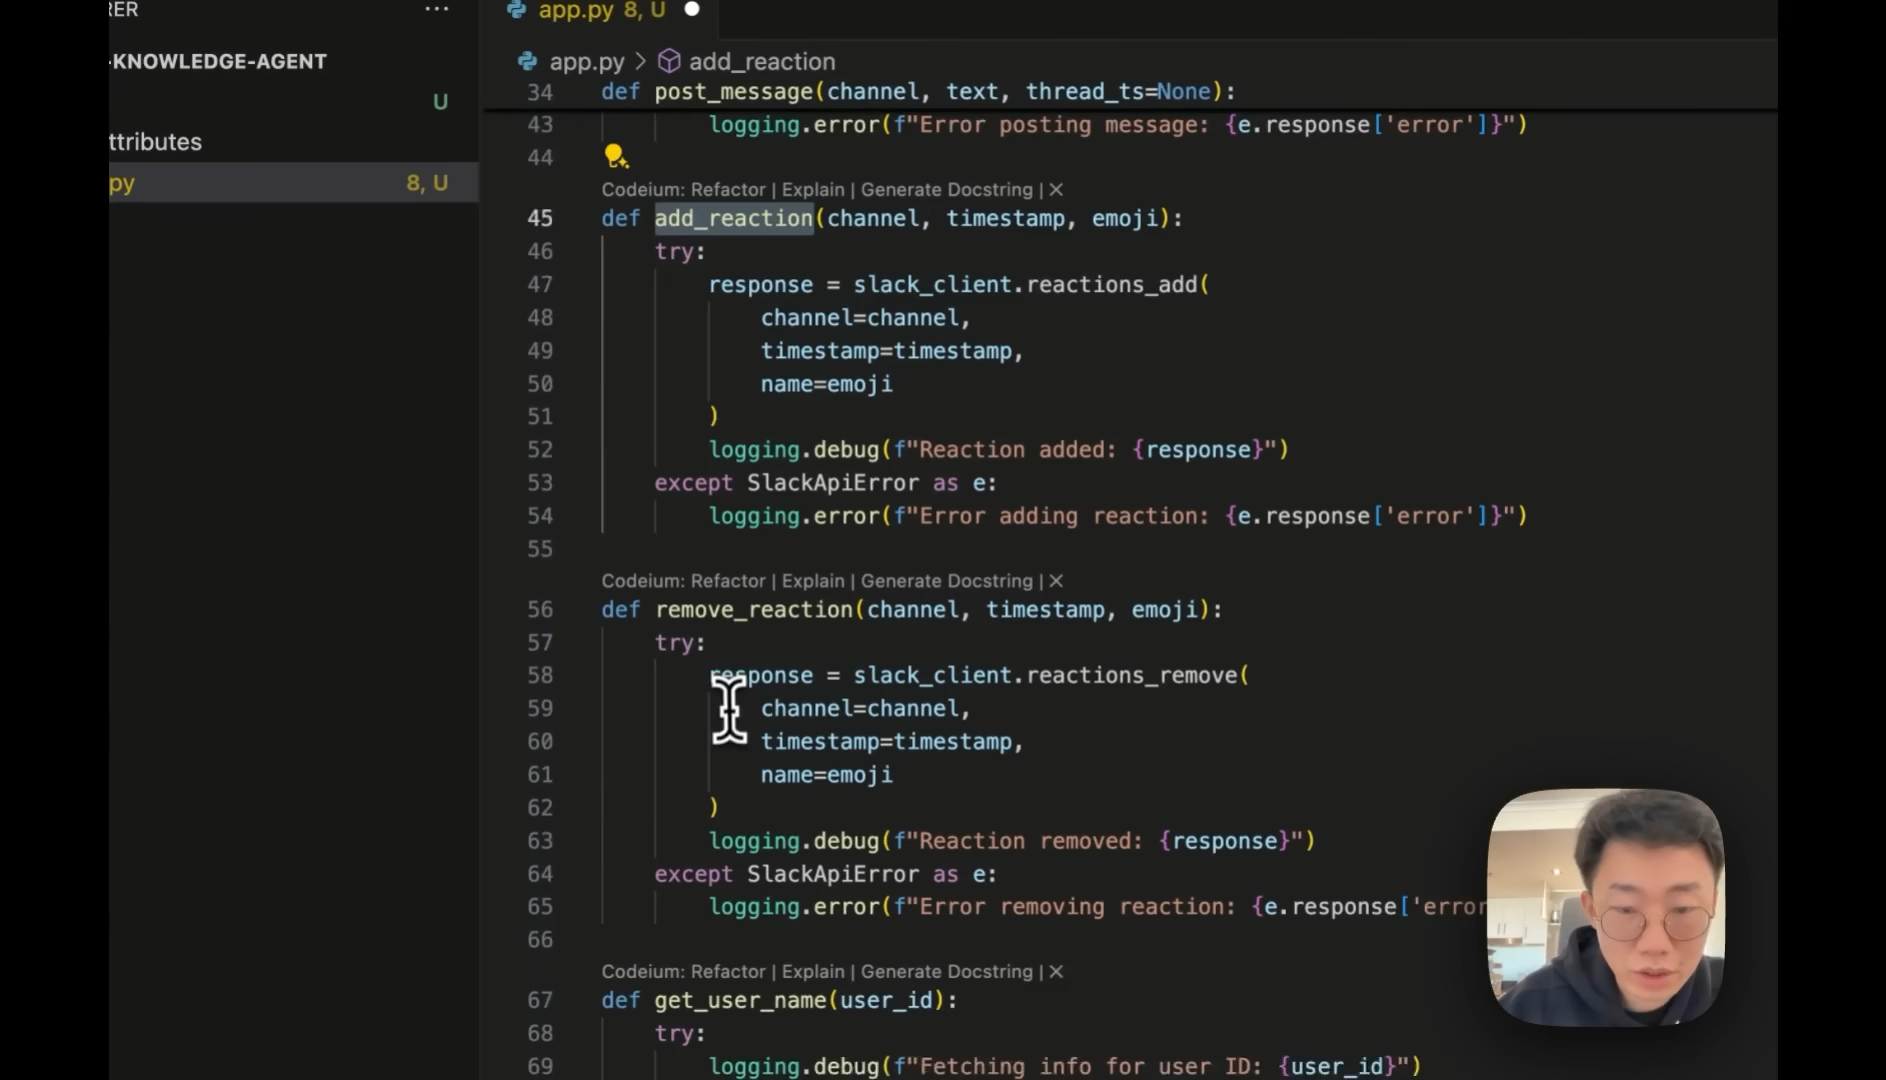 RER ...
app.py 8, U
-KNOWLEDGE-AGENT
app.py > add_reaction
U
34 def post_message(channel, text, thread_ts=None):
43 logging.error(f"Error posting message: {e.response['error']}")
ttributes
44
py 8, U
Codeium: Refactor | Explain | Generate Docstring | ×
45 def add_reaction(channel, timestamp, emoji):
46 try:
47 response = slack_client.reactions_add(
48 channel=channel,
49 timestamp=timestamp,
50 name=emoji
51 )
52 logging.debug(f"Reaction added: {response}")
53 except SlackApiError as e:
54 logging.error(f"Error adding reaction: {e.response['error']}")
55
Codeium: Refactor | Explain | Generate Docstring | ×
56 def remove_reaction(channel, timestamp, emoji):
57 try:
58 response = slack_client.reactions_remove(
59 channel=channel,
60 timestamp=timestamp,
61 name=emoji
62 )
63 logging.debug(f"Reaction removed: {response}")
64 except SlackApiError as e:
65 logging.error(f"Error removing reaction: {e.response['error
66
Codeium: Refactor | Explain | Generate Docstring | ×
67 def get_user_name(user_id):
68 try:
69 logging.debug(f"Fetching info for user ID: {user_id}")